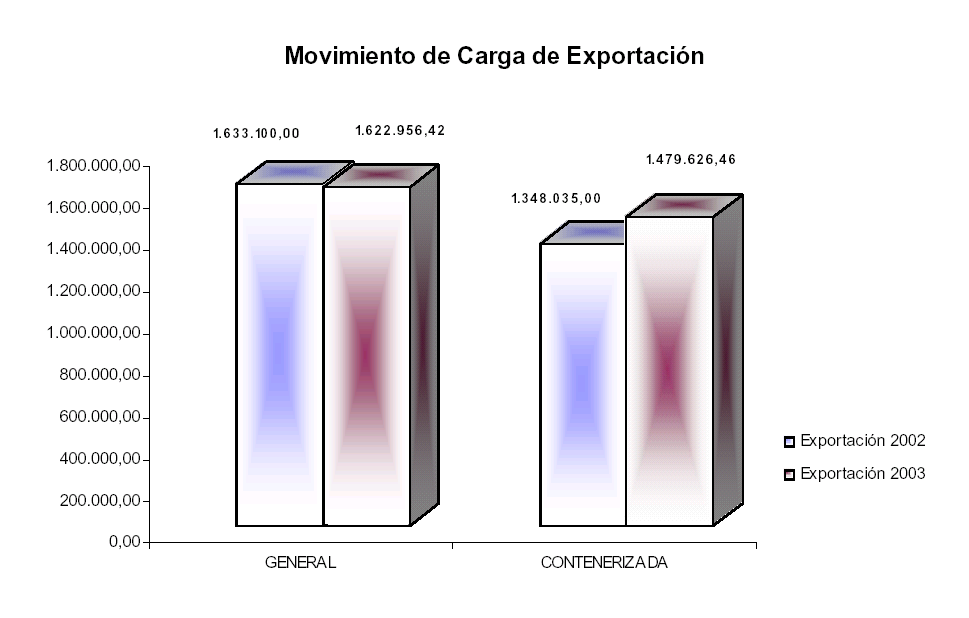 Movimiento de Carga de Exportación
1.633.100,00
1.622.956,42
1.479.626,46
1.348.035,00
1.800.000,00
1.600.000,00
1.400.000,00
1.200.000,00
1.000.000,00
800.000,00
600.000,00
400.000,00
200.000,00
0,00
GENERAL
CONTENERIZADA
Exportación 2002
Exportación 2003